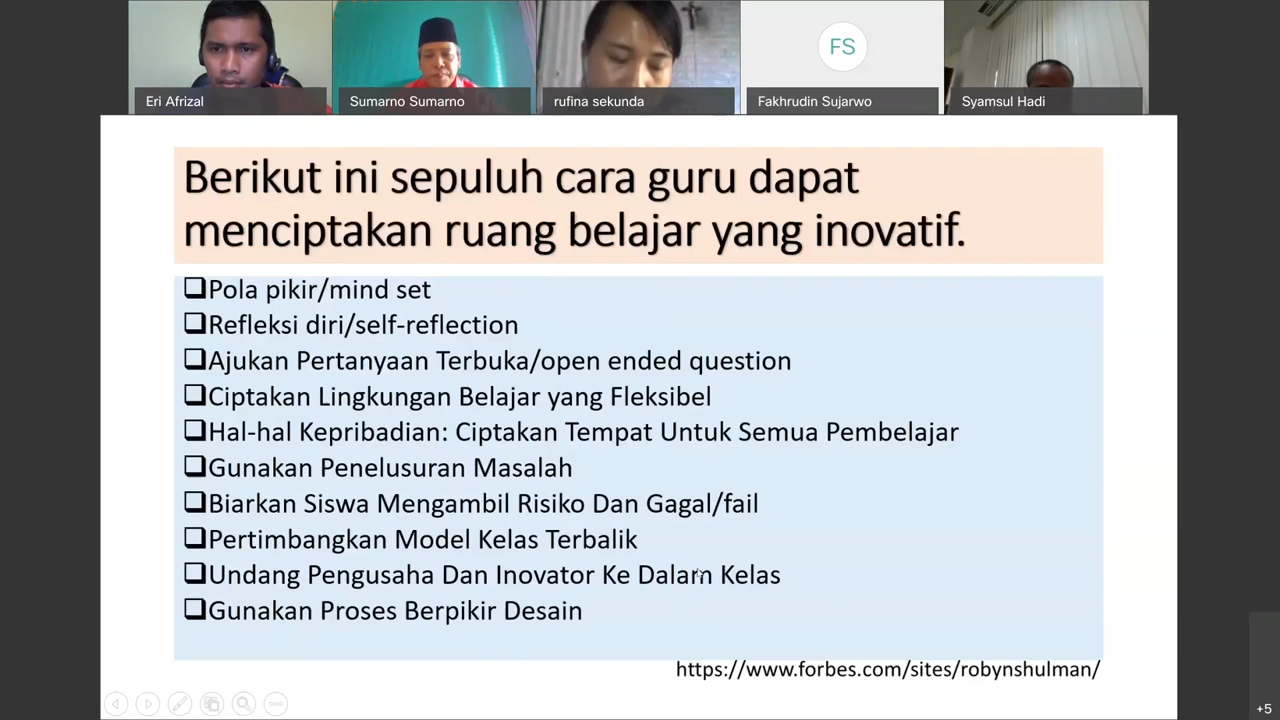 FS
Eri Afrizal
Sumarno Sumarno
rufina sekunda
Fakhrudin Sujarwo
Syamsul Hadi
Berikut ini sepuluh cara guru dapat
menciptakan ruang belajar yang inovatif.
Pola pikir/mind set
Refleksi diri/self-reflection
Ajukan Pertanyaan Terbuka/open ended question
Ciptakan Lingkungan Belajar yang Fleksibel
Hal-hal Kepribadian: Ciptakan Tempat Untuk Semua Pembelajar
Gunakan Penelusuran Masalah
Biarkan Siswa Mengambil Risiko Dan Gagal/fail
Pertimbangkan Model Kelas Terbalik
Undang Pengusaha Dan Inovator Ke Dalam Kelas
Gunakan Proses Berpikir Desain
https://www.forbes.com/sites/robynshulman/
+5